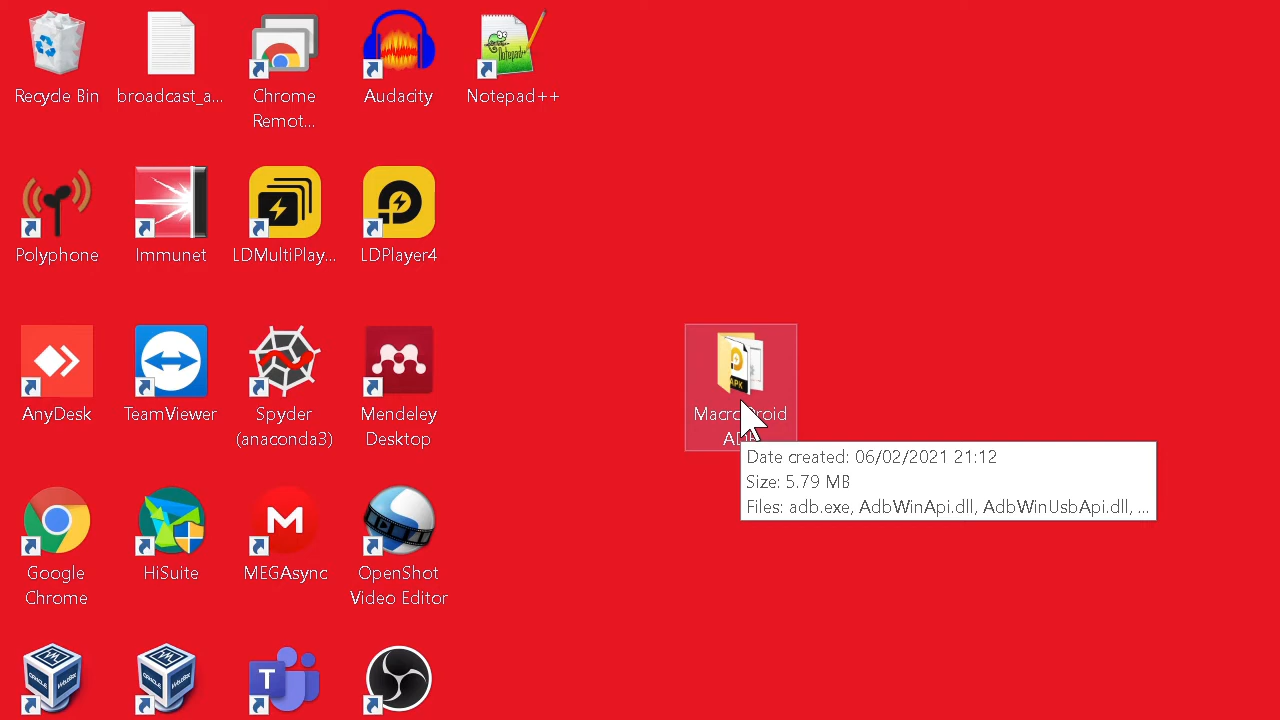 Recycle Bin
broadcast_a...
Chrome
Remot...
Audacity
Notepad++
Polyphone
Immunet
LDMultiPlay...
LDPlayer4
AnyDesk
TeamViewer
Spyder
(anaconda3)
Mendeley
Desktop
APK
Date created: 06/02/2021 21:12
Size: 5.79 MB
Files: adb.exe, AdbWinApi.dll, AdbWinUsbApi.dll, ...
Google
Chrome
HiSuite
MEGAsync
OpenShot
Video Editor